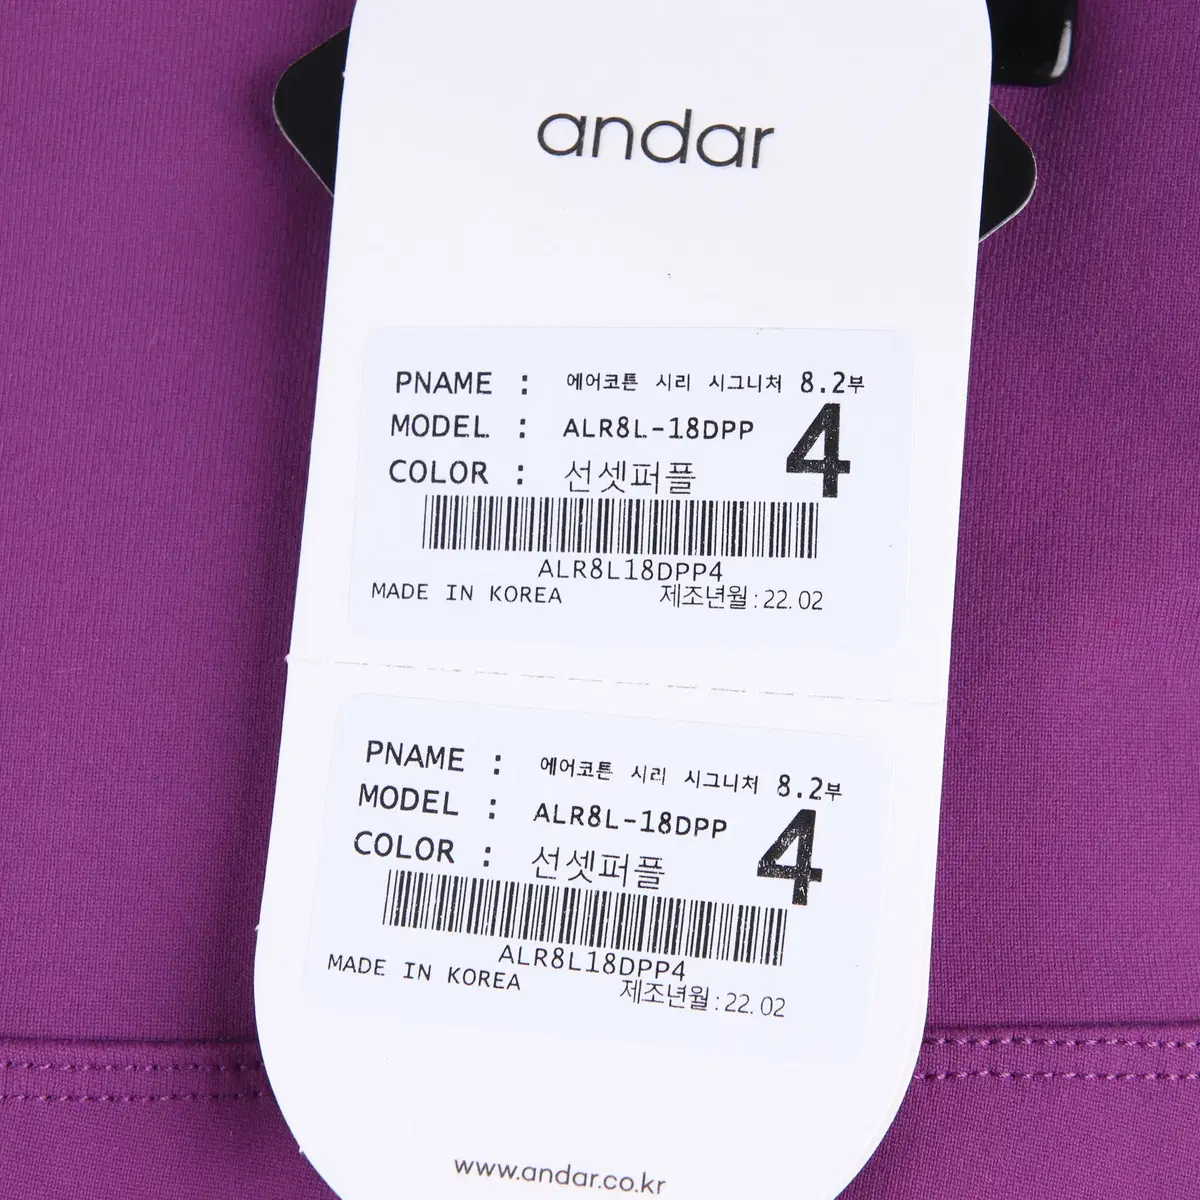 andar
PNAME : 에어코튼 시리 시그니처 8.2부
MODEL : ALR8L-18DPP
4
COLOR : 선셋퍼플
ALR8L18DPP4
MADE IN KOREA 제조년월:22.02
PNAME : 에어코튼 시리 시그니처 8.2부
MODEL : ALR8L-18DPP
4
COLOR : 선셋퍼플
ALR8L18DPP4
MADE IN KOREA 제조년월:22.02
www.andar.co.kr